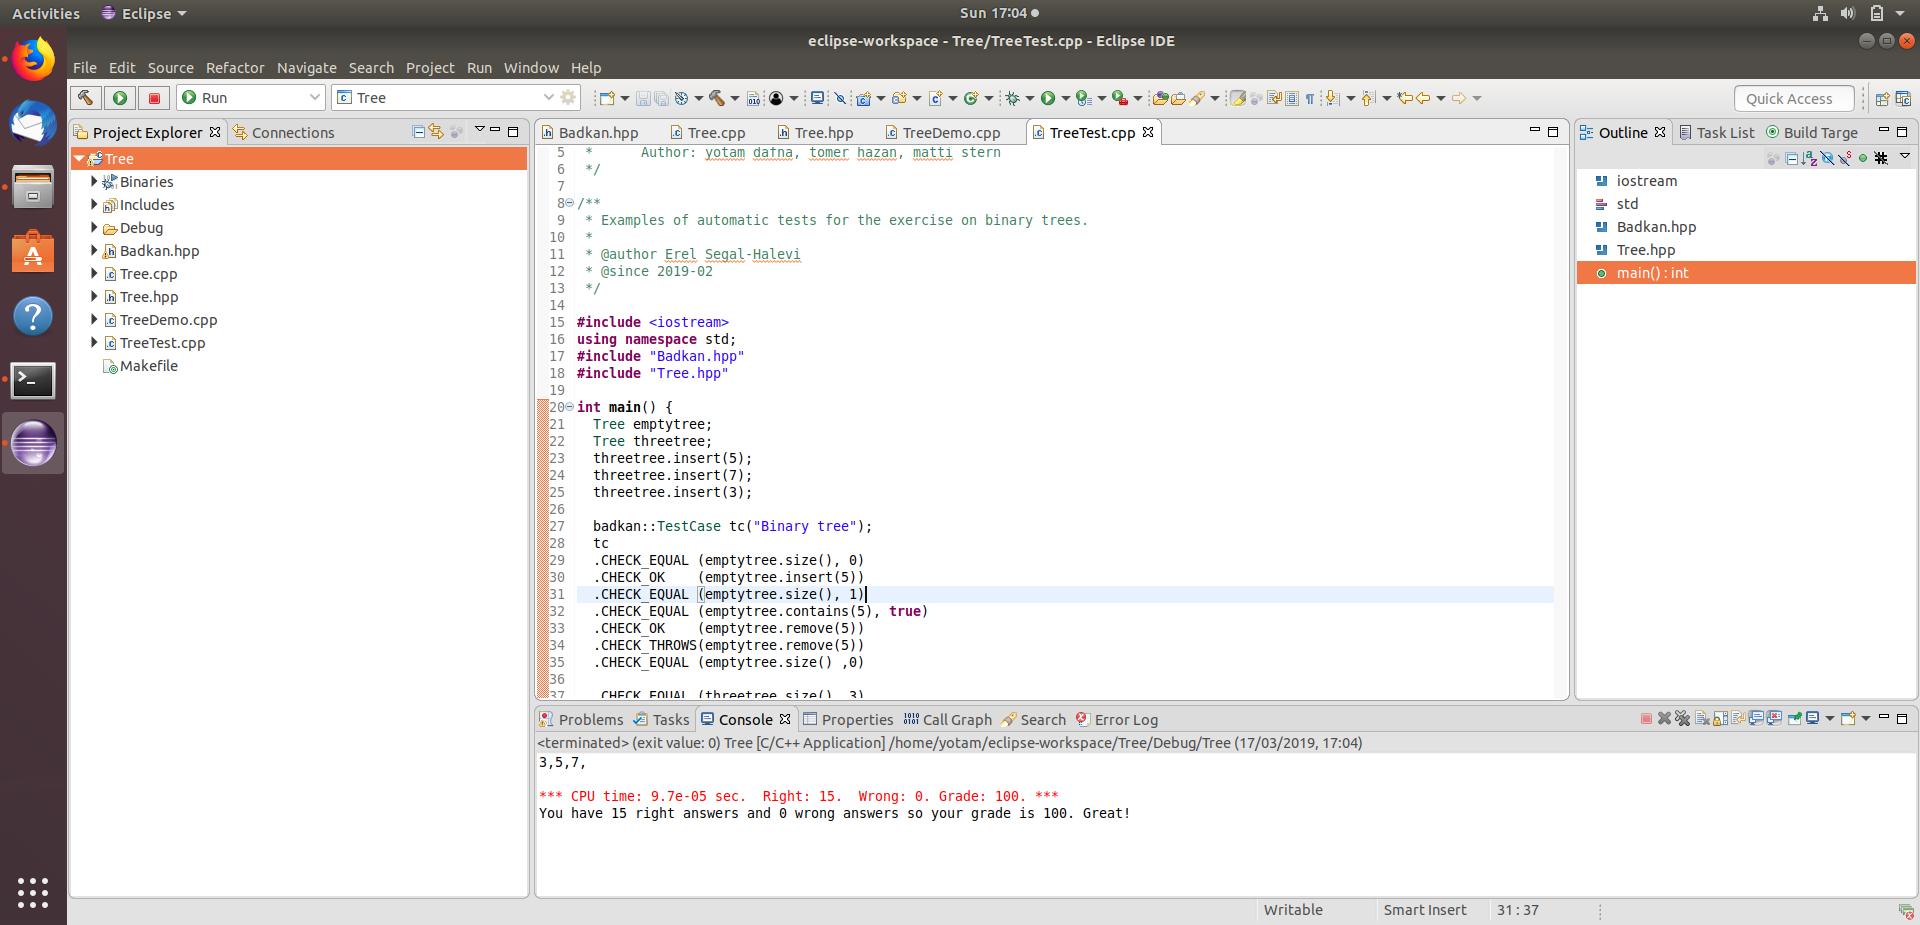 Activities Eclipse Sun 17:04
eclipse-workspace - Tree/TreeTest.cpp - Eclipse IDE
File Edit Source Refactor Navigate Search Project Run Window Help
Run Tree Quick Access
Project Explorer Connections
Tree
Binaries
Includes
Debug
Badkan.hpp
Tree.cpp
Tree.hpp
TreeDemo.cpp
TreeTest.cpp
Makefile
Badkan.hpp Tree.cpp Tree.hpp TreeDemo.cpp TreeTest.cpp
5 * Author: yotam dafna, tomer hazan, matti stern
6 */
7
8 /**
9 * Examples of automatic tests for the exercise on binary trees.
10 *
11 * @author Erel Segal-Halevi
12 * @since 2019-02
13 */
14
15 #include <iostream>
16 using namespace std;
17 #include "Badkan.hpp"
18 #include "Tree.hpp"
19
20 int main() {
21 Tree emptytree;
22 Tree threetree;
23 threetree.insert(5);
24 threetree.insert(7);
25 threetree.insert(3);
26
27 badkan::TestCase tc("Binary tree");
28 tc
29 .CHECK_EQUAL (emptytree.size(), 0)
30 .CHECK_OK (emptytree.insert(5))
31 .CHECK_EQUAL (emptytree.size(), 1)
32 .CHECK_EQUAL (emptytree.contains(5), true)
33 .CHECK_OK (emptytree.remove(5))
34 .CHECK_THROWS(emptytree.remove(5))
35 .CHECK_EQUAL (emptytree.size() ,0)
36
37 .CHECK_EQUAL (threetree.size(), 3)
Outline Task List Build Targe
iostream
std
Badkan.hpp
Tree.hpp
main() : int
Problems Tasks Console Properties Call Graph Search Error Log
<terminated> (exit value: 0) Tree [C/C++ Application] /home/yotam/eclipse-workspace/Tree/Debug/Tree (17/03/2019, 17:04)
3,5,7,
*** CPU time: 9.7e-05 sec. Right: 15. Wrong: 0. Grade: 100. ***
You have 15 right answers and 0 wrong answers so your grade is 100. Great!
Writable Smart Insert 31 : 37